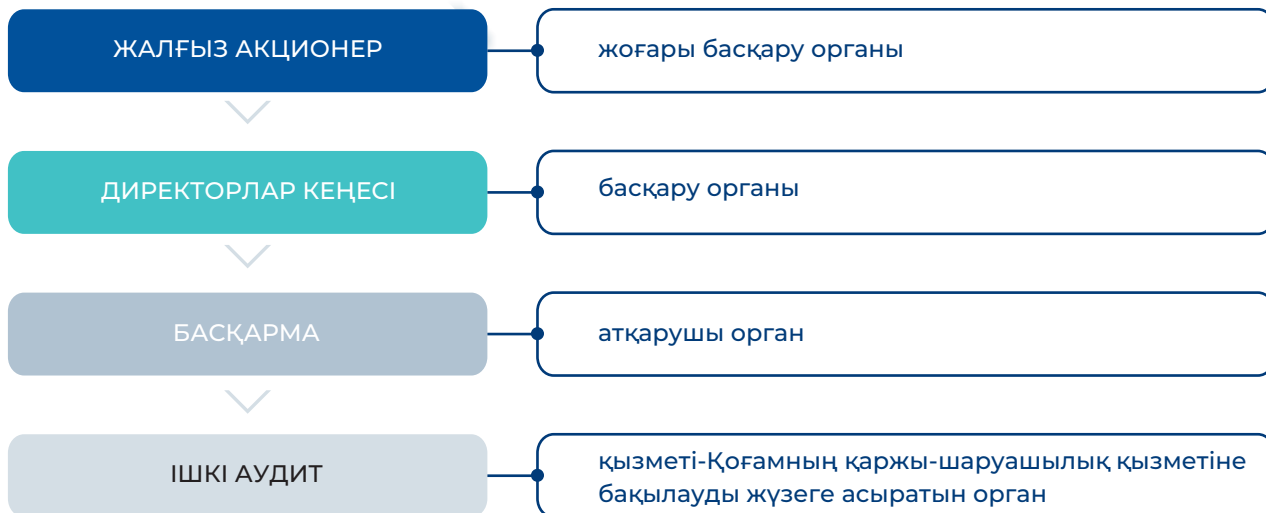 ЖАЛҒЫЗ АКЦИОНЕР
жоғары басқару органы
ДИРЕКТОРЛАР КЕҢЕСІ
басқару органы
БАСҚАРМА
атқарушы орган
ІШКІ АУДИТ
қызметі-Қоғамның қаржы-шаруашылық қызметіне
бақылауды жүзеге асыратын орган